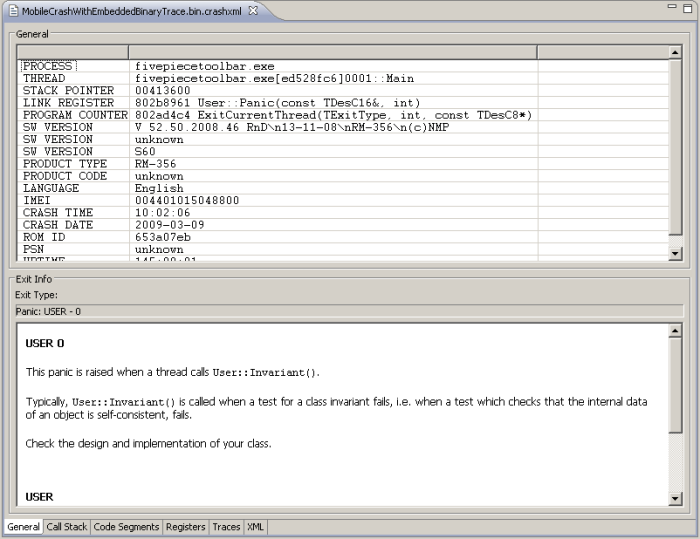 MobileCrashWithEmbeddedBinaryTrace.bin.crashxml
General
PROCESS fivepiecetoolbar.exe
THREAD fivepiecetoolbar.exe[ed528fc6]0001::Main
STACK POINTER 00413600
LINK REGISTER 802b8961 User::Panic(const TDesC16&, int)
PROGRAM COUNTER 802ad4c4 ExitCurrentThread(TExitType, int, const TDesC8*)
SW VERSION V 52.50.2008.46 RnD\n13-11-08\nRM-356\n(c)NMP
SW VERSION unknown
SW VERSION S60
PRODUCT TYPE RM-356
PRODUCT CODE unknown
LANGUAGE English
IMEI 004401015048800
CRASH TIME 10:02:06
CRASH DATE 2009-03-09
ROM ID 653a07eb
PSN unknown
UPTIME
Exit Info
Exit Type:
Panic: USER - 0
USER 0
This panic is raised when a thread calls User::Invariant().
Typically, User::Invariant() is called when a test for a class invariant fails, i.e. when a test which checks that the internal data
of an object is self-consistent, fails.
Check the design and implementation of your class.
USER
General Call Stack Code Segments Registers Traces XML